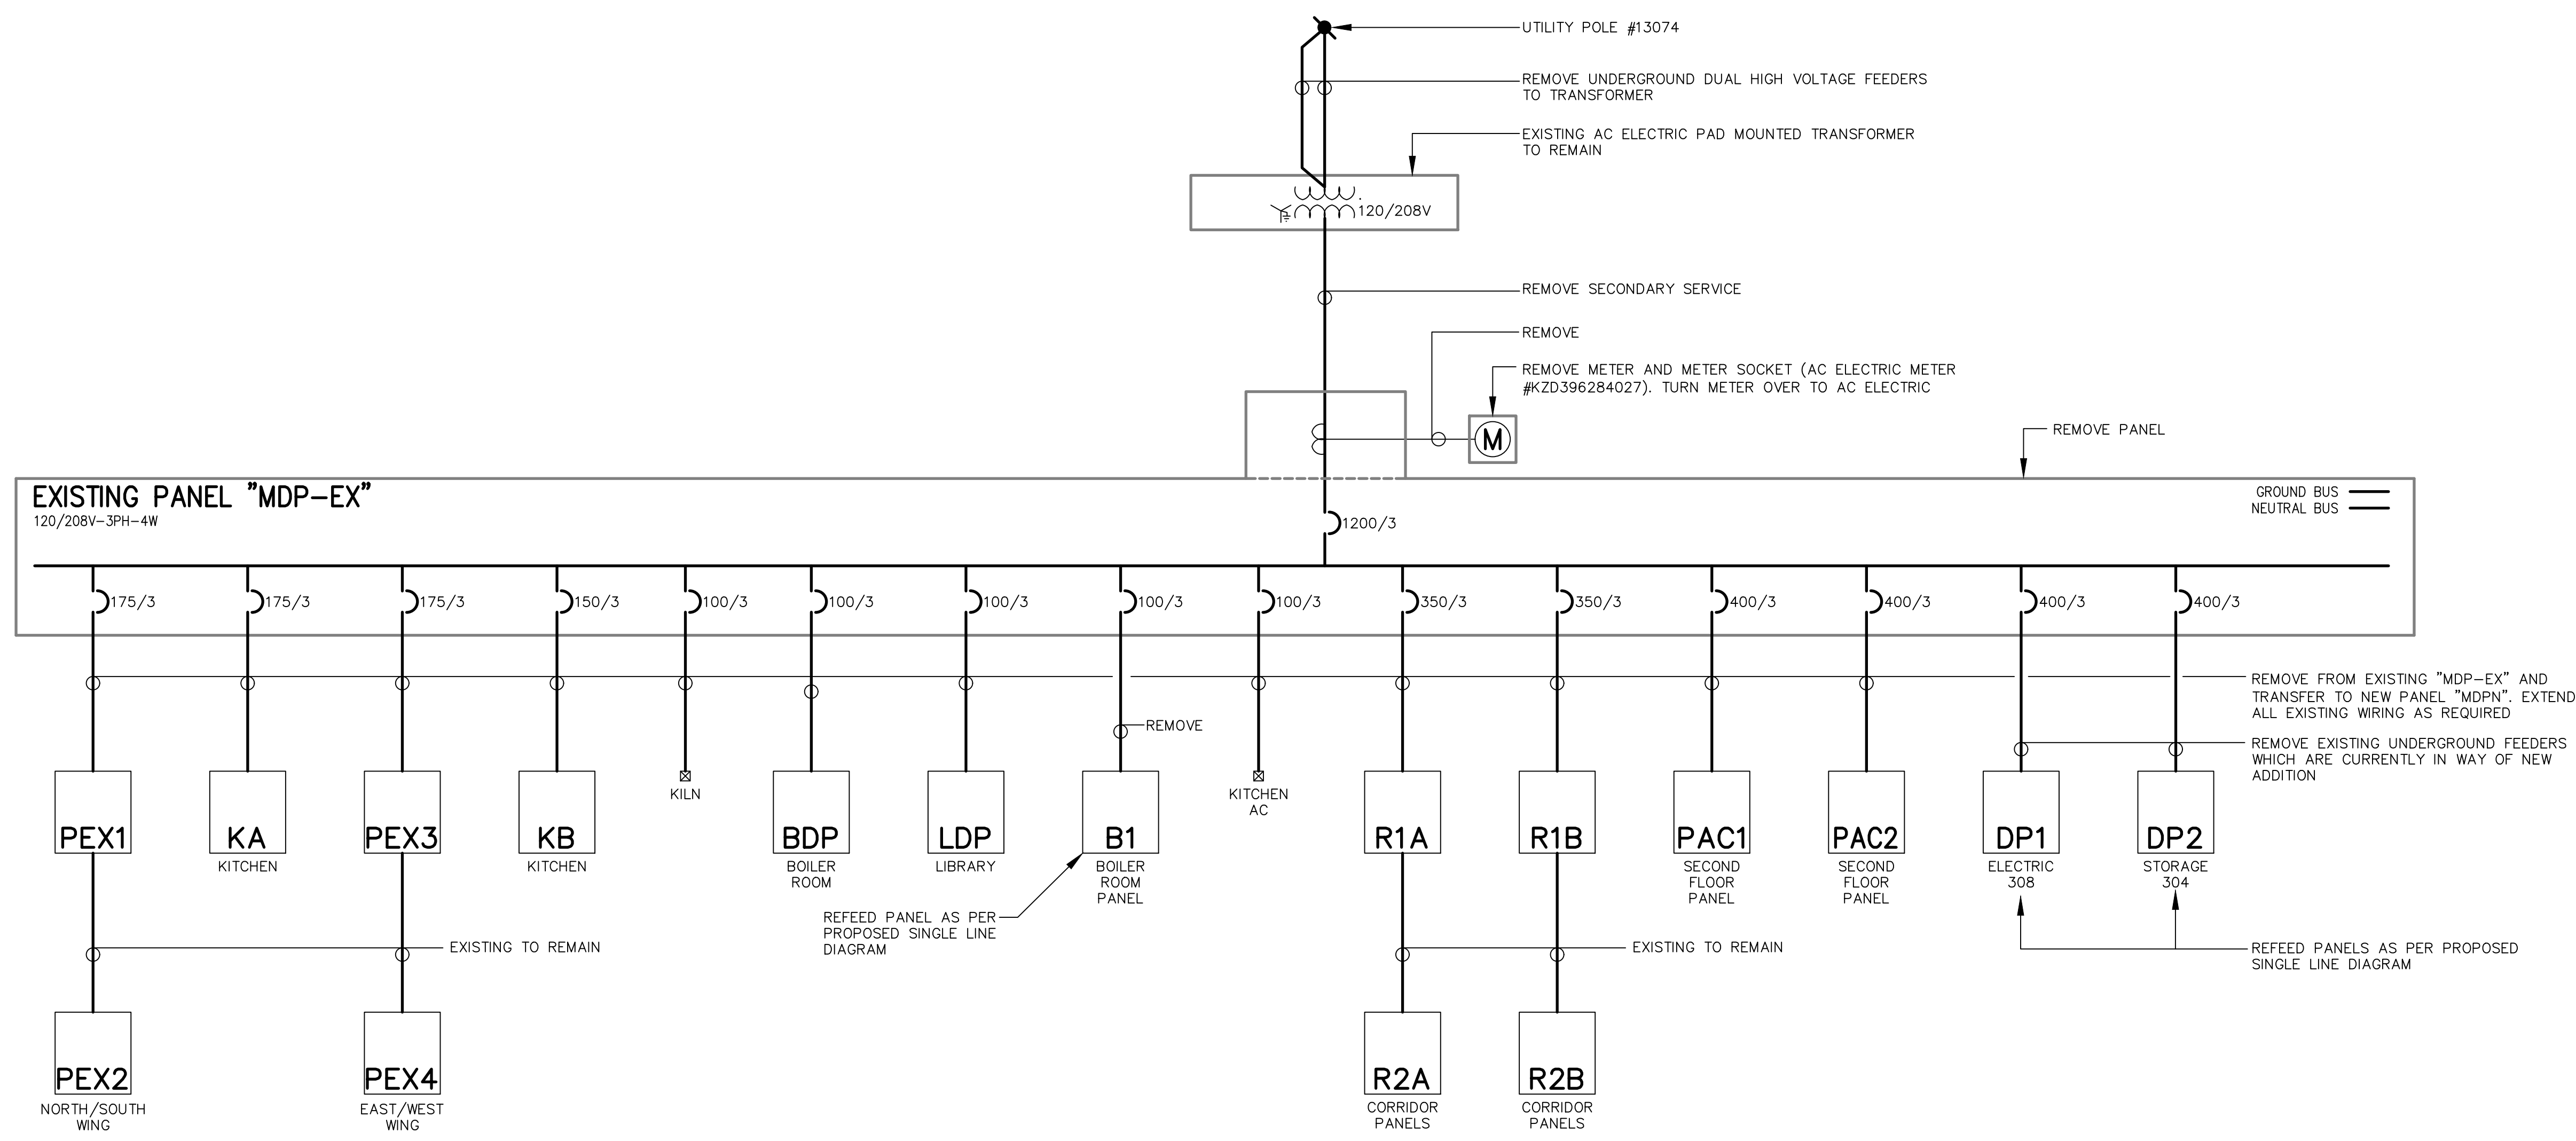 UTILITY POLE #13074
REMOVE UNDERGROUND DUAL HIGH VOLTAGE FEEDERS
TO TRANSFORMER
EXISTING AC ELECTRIC PAD MOUNTED TRANSFORMER
TO REMAIN
120/208V
REMOVE SECONDARY SERVICE
REMOVE
REMOVE METER AND METER SOCKET (AC ELECTRIC METER
#KZD396284027). TURN METER OVER TO AC ELECTRIC
M
REMOVE PANEL
EXISTING PANEL "MDP-EX"
120/208V-3PH-4W
GROUND BUS
NEUTRAL BUS
1200/3
175/3
175/3
175/3
150/3
100/3
100/3
100/3
100/3
100/3
350/3
350/3
400/3
400/3
400/3
400/3
REMOVE FROM EXISTING "MDP-EX" AND
TRANSFER TO NEW PANEL "MDPN". EXTEND
ALL EXISTING WIRING AS REQUIRED
REMOVE
REMOVE EXISTING UNDERGROUND FEEDERS
WHICH ARE CURRENTLY IN WAY OF NEW
ADDITION
PEX1
KA
KITCHEN
PEX3
KB
KITCHEN
KILN
BDP
BOILER
ROOM
LDP
LIBRARY
B1
BOILER
ROOM
PANEL
KITCHEN
AC
R1A
R1B
PAC1
SECOND
FLOOR
PANEL
PAC2
SECOND
FLOOR
PANEL
DP1
ELECTRIC
308
DP2
STORAGE
304
REFEED PANEL AS PER
PROPOSED SINGLE LINE
DIAGRAM
EXISTING TO REMAIN
EXISTING TO REMAIN
REFEED PANELS AS PER PROPOSED
SINGLE LINE DIAGRAM
PEX2
NORTH/SOUTH
WING
PEX4
EAST/WEST
WING
R2A
CORRIDOR
PANELS
R2B
CORRIDOR
PANELS